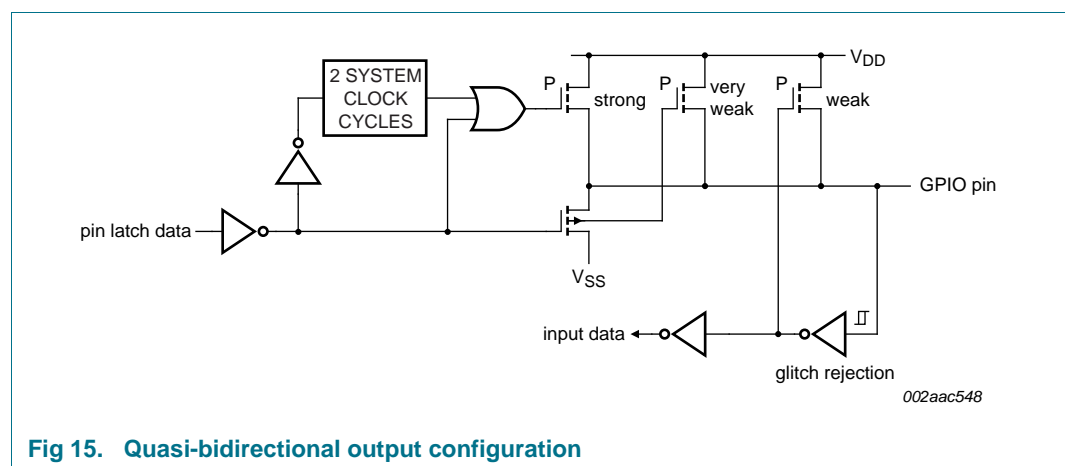 2 SYSTEM
CLOCK
CYCLES
P
strong
P
very
weak
P
weak
VDD
GPIO pin
pin latch data
VSS
input data
glitch rejection
002aac548
Fig 15. Quasi-bidirectional output configuration